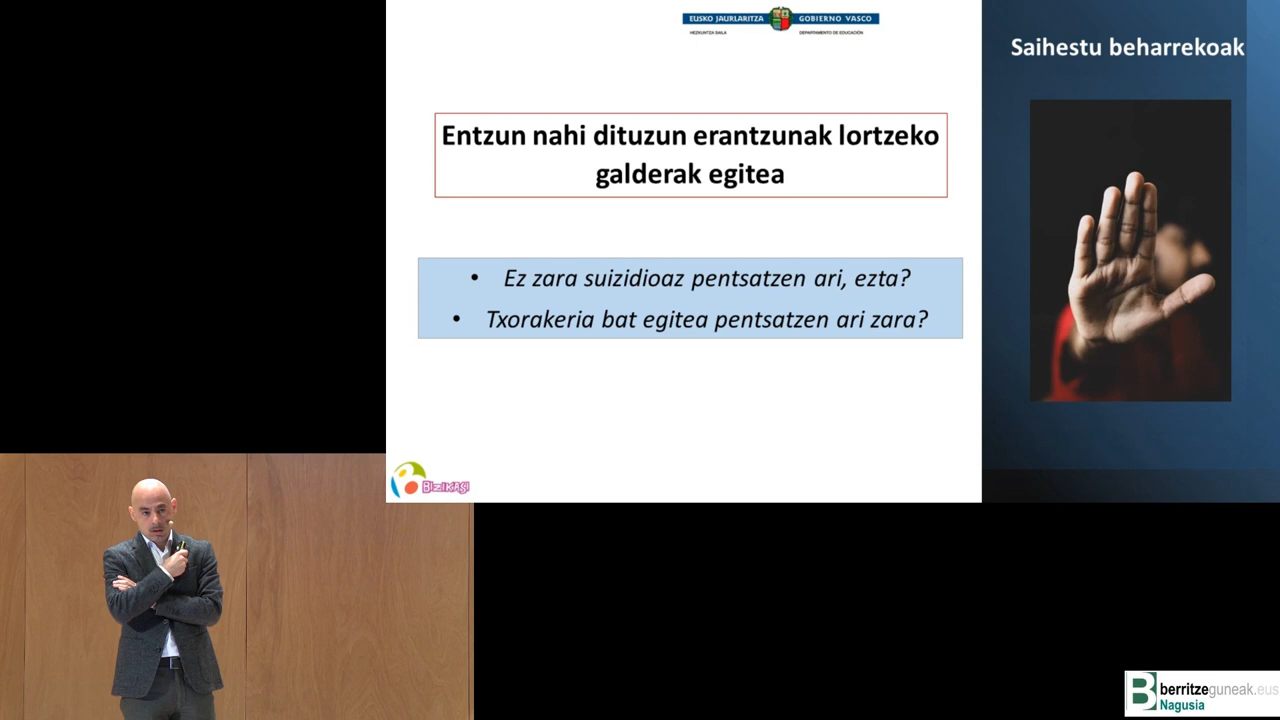 EUSKO JAURLARITZA
GOBIERNO VASCO
HEZKUNTZA SAILA
DEPARTAMENTO DE EDUCACIÓN
Saihestu beharrekoak
Entzun nahi dituzun erantzunak lortzeko
galderak egitea
• Ez zara suizidioaz pentsatzen ari, ezta?
• Txorakeria bat egitea pentsatzen ari zara?
BIZIKASI
berritzeguneak.eus
Nagusia